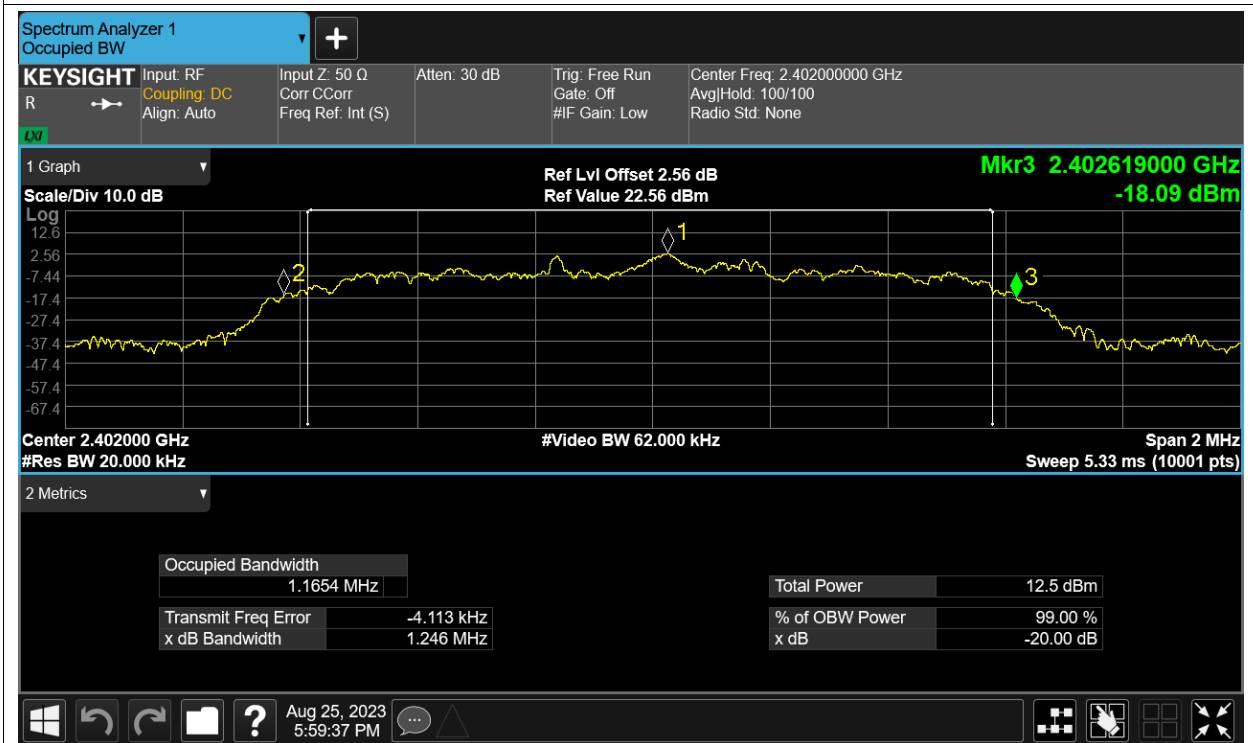 Spectrum Analyzer 1
Occupied BW
KEYSIGHT
R
LXI
Input: RF
Coupling: DC
Align: Auto
Input Z: 50 Ω
Corr CCorr
Freq Ref: Int (S)
Atten: 30 dB
Trig: Free Run
Gate: Off
#IF Gain: Low
Center Freq: 2.402000000 GHz
Avg|Hold: 100/100
Radio Std: None
1 Graph
Scale/Div 10.0 dB
Ref Lvl Offset 2.56 dB
Ref Value 22.56 dBm
Mkr3 2.402619000 GHz
-18.09 dBm
Log
12.6
2.56
-7.44
-17.4
-27.4
-37.4
-47.4
-57.4
-67.4
1
2
3
Center 2.402000 GHz
#Res BW 20.000 kHz
#Video BW 62.000 kHz
Span 2 MHz
Sweep 5.33 ms (10001 pts)
2 Metrics
Occupied Bandwidth
1.1654 MHz
Transmit Freq Error -4.113 kHz
x dB Bandwidth 1.246 MHz
Total Power 12.5 dBm
% of OBW Power 99.00 %
x dB -20.00 dB
?
Aug 25, 2023
5:59:37 PM